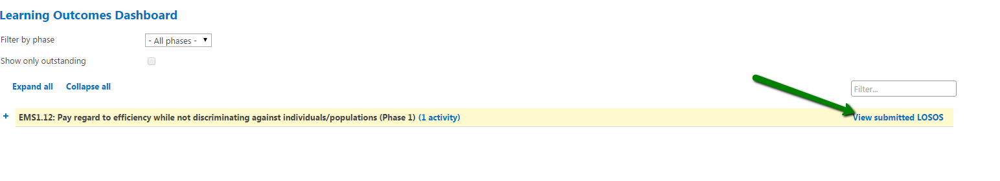 Learning Outcomes Dashboard
Filter by phase - All phases -
Show only outstanding
Expand all Collapse all Filter...
+ EMS1.12: Pay regard to efficiency while not discriminating against individuals/populations (Phase 1) (1 activity) View submitted LOSOS